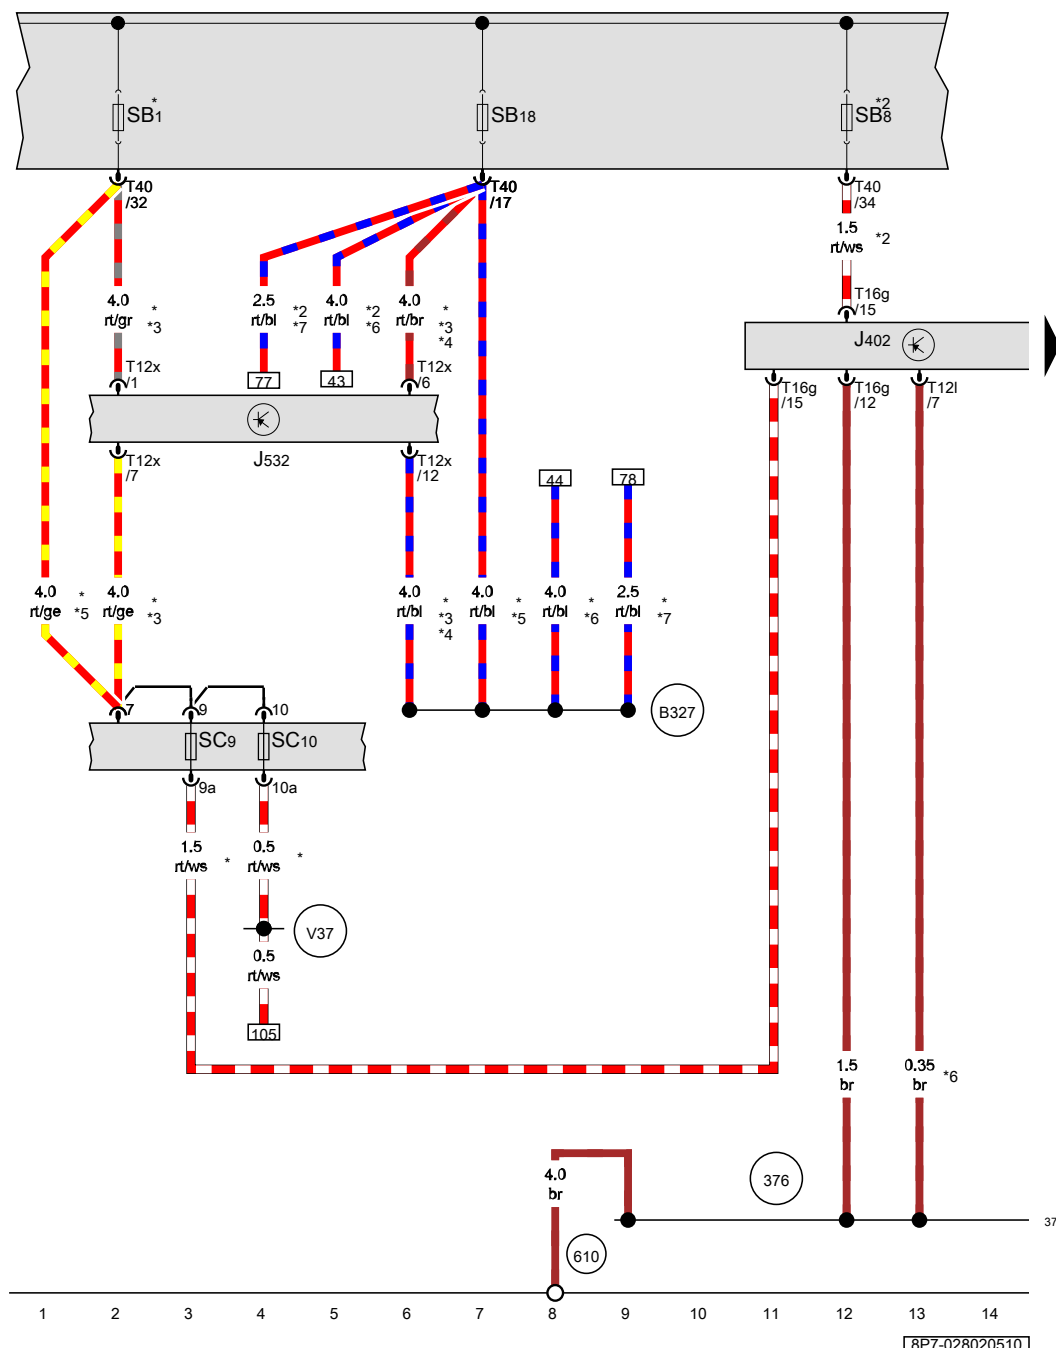 SB1 *
SB18
SB8 *2
T40 /32
T40 /17
T40 /34
1.5 rt/ws *2
T16g /15
4.0 rt/gr * *3
2.5 rt/bl *2 *7
4.0 rt/bl *2 *6
4.0 rt/br * *3 *4
J402
T12x /1
77
43
T12x /6
T16g /15
T16g /12
T12l /7
J532
T12x /7
T12x /12
44
78
4.0 rt/ge * *5
4.0 rt/ge * *3
4.0 rt/bl * *3 *4
4.0 rt/bl * *5
4.0 rt/bl * *6
2.5 rt/bl * *7
7
9
10
B327
SC9
SC10
9a
10a
1.5 rt/ws *
0.5 rt/ws *
V37
0.5 rt/ws
105
1.5 br
0.35 br *6
4.0 br
376
37
610
1 2 3 4 5 6 7 8 9 10 11 12 13 14
8P7-028020510